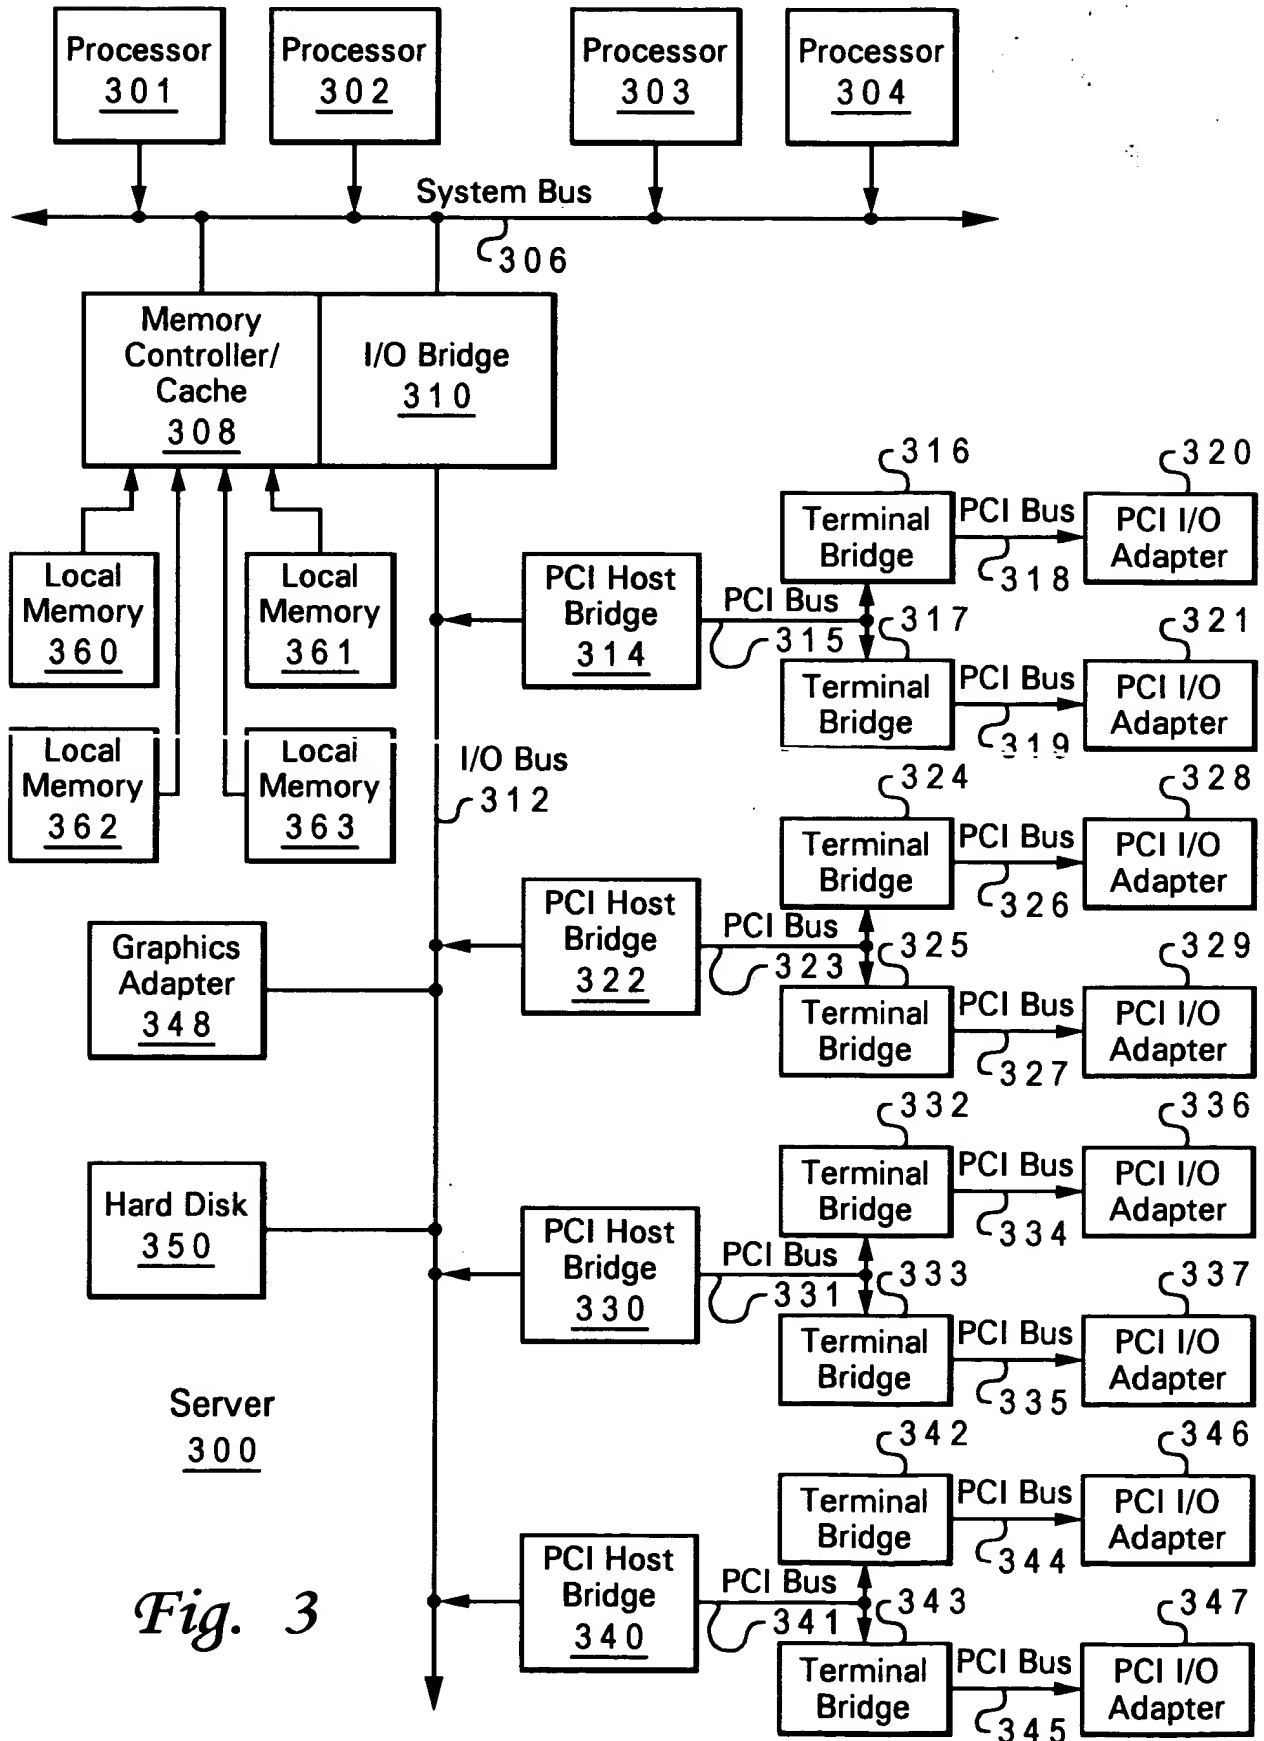 Processor
301
Processor
302
Processor
303
Processor
304
System Bus
306
Memory
Controller/
Cache
308
I/O Bridge
310
Local
Memory
360
Local
Memory
361
Local
Memory
362
Local
Memory
363
I/O Bus
312
PCI Host
Bridge
314
PCI Bus
315
316
Terminal
Bridge
PCI Bus
318
320
PCI I/O
Adapter
317
Terminal
Bridge
PCI Bus
319
321
PCI I/O
Adapter
Graphics
Adapter
348
PCI Host
Bridge
322
PCI Bus
323
324
Terminal
Bridge
PCI Bus
326
328
PCI I/O
Adapter
325
Terminal
Bridge
PCI Bus
327
329
PCI I/O
Adapter
Hard Disk
350
PCI Host
Bridge
330
PCI Bus
331
332
Terminal
Bridge
PCI Bus
334
336
PCI I/O
Adapter
333
Terminal
Bridge
PCI Bus
335
337
PCI I/O
Adapter
Server
300
PCI Host
Bridge
340
PCI Bus
341
342
Terminal
Bridge
PCI Bus
344
346
PCI I/O
Adapter
343
Terminal
Bridge
PCI Bus
345
347
PCI I/O
Adapter
Fig. 3